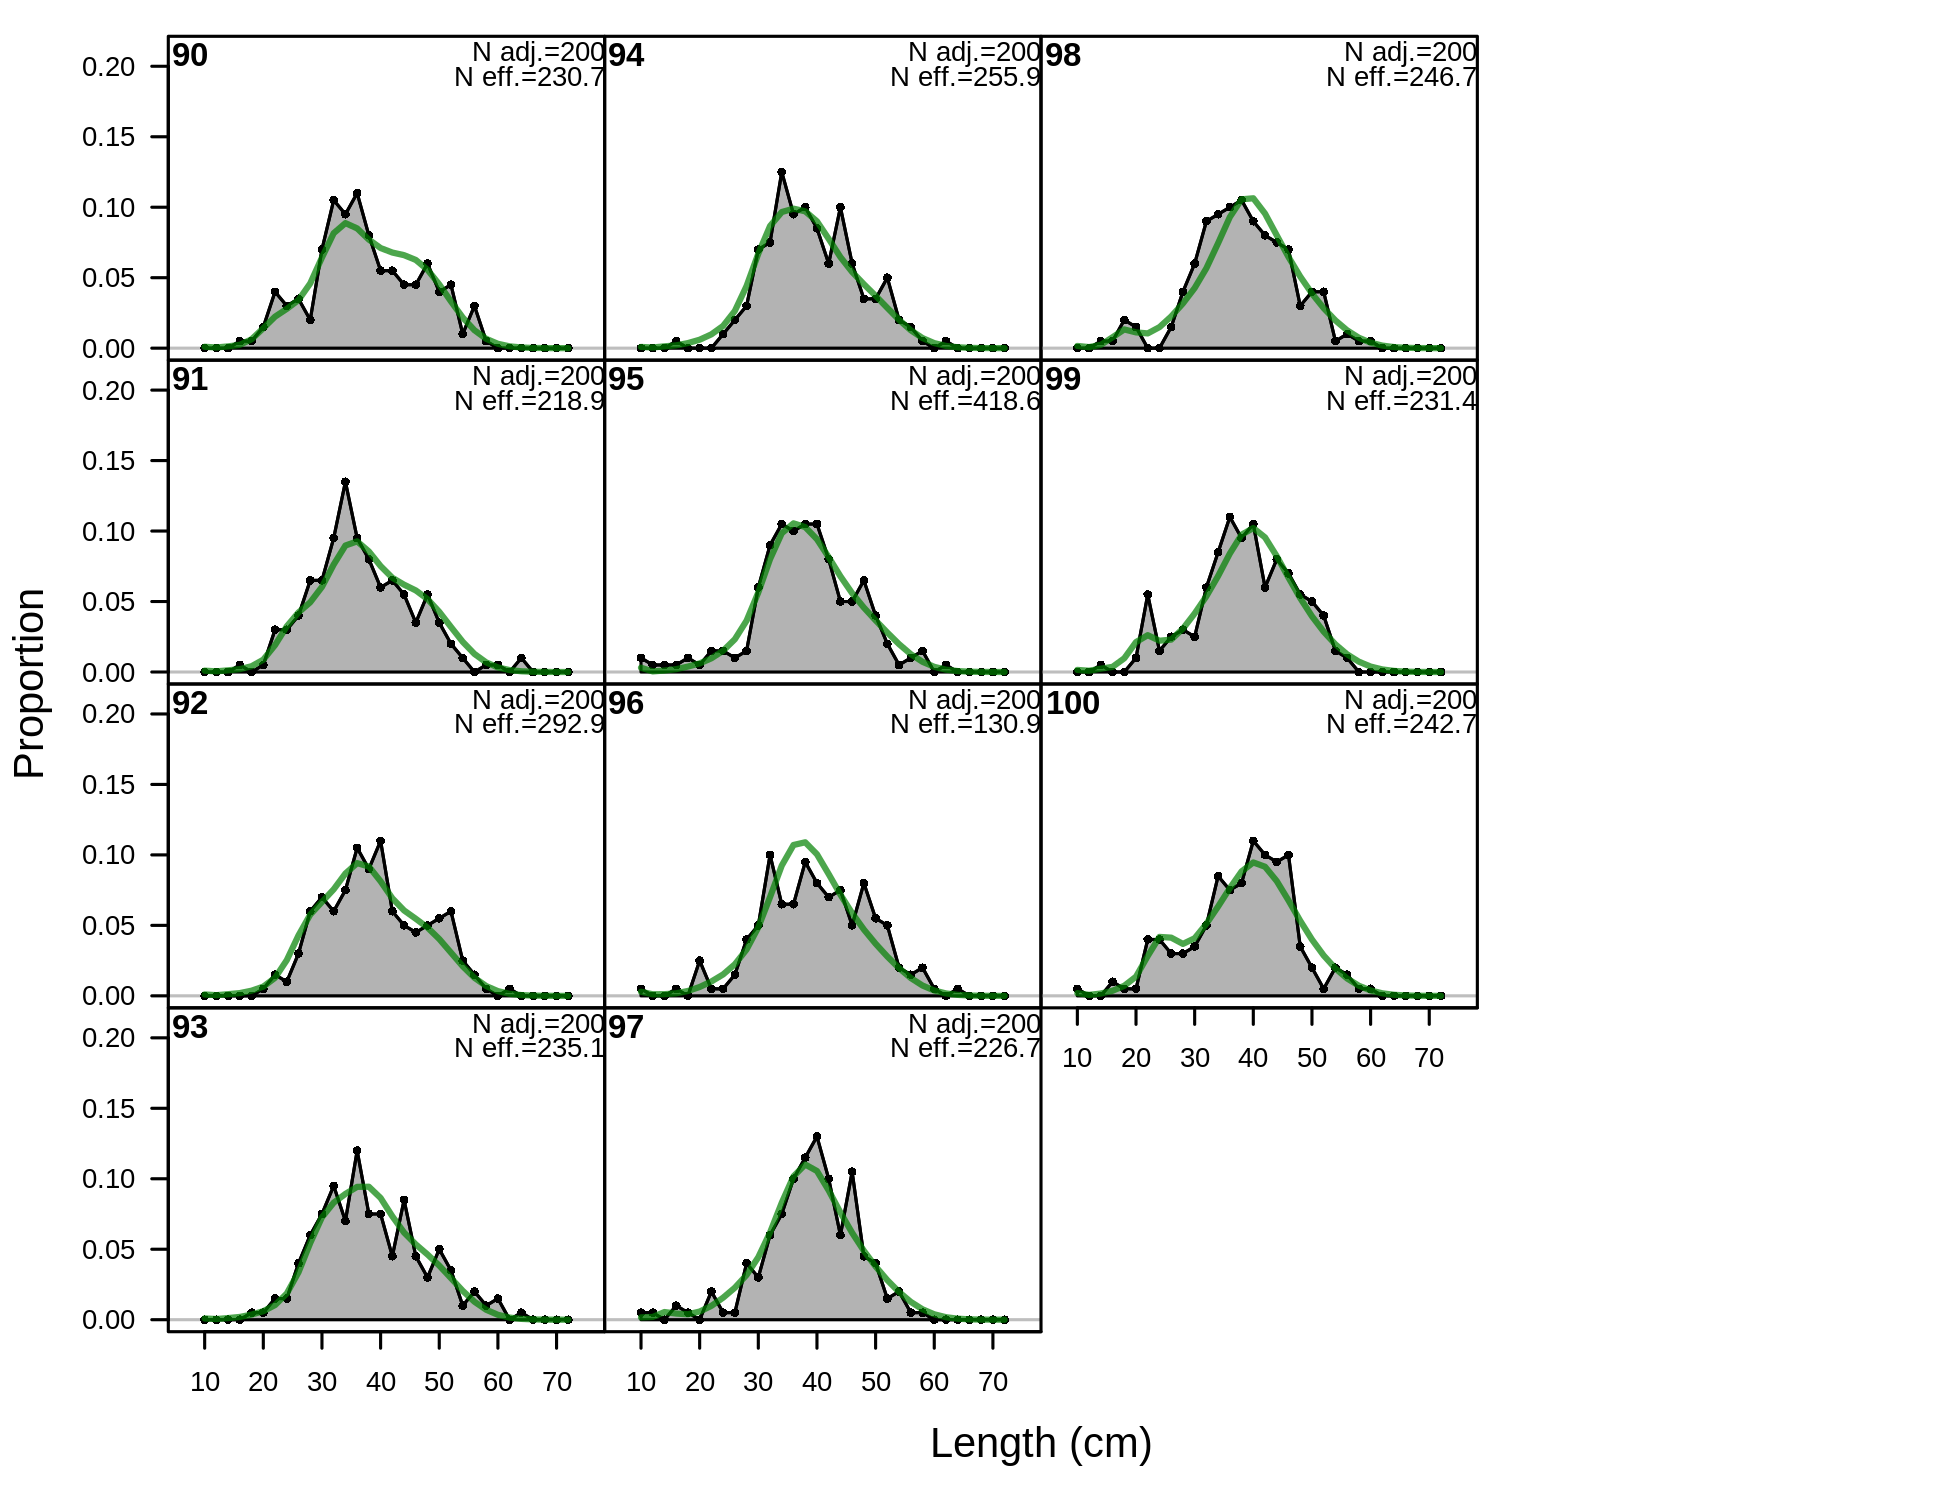 90
N adj.=200
N eff.=230.7
94
N adj.=200
N eff.=255.9
98
N adj.=200
N eff.=246.7
0.20
0.15
0.10
0.05
0.00
91
N adj.=200
N eff.=218.9
95
N adj.=200
N eff.=418.6
99
N adj.=200
N eff.=231.4
0.20
0.15
0.10
0.05
0.00
92
N adj.=200
N eff.=292.9
96
N adj.=200
N eff.=130.9
100
N adj.=200
N eff.=242.7
0.20
0.15
0.10
0.05
0.00
10 20 30 40 50 60 70
93
N adj.=200
N eff.=235.1
97
N adj.=200
N eff.=226.7
0.20
0.15
0.10
0.05
0.00
10 20 30 40 50 60 70
10 20 30 40 50 60 70
Proportion
Length (cm)